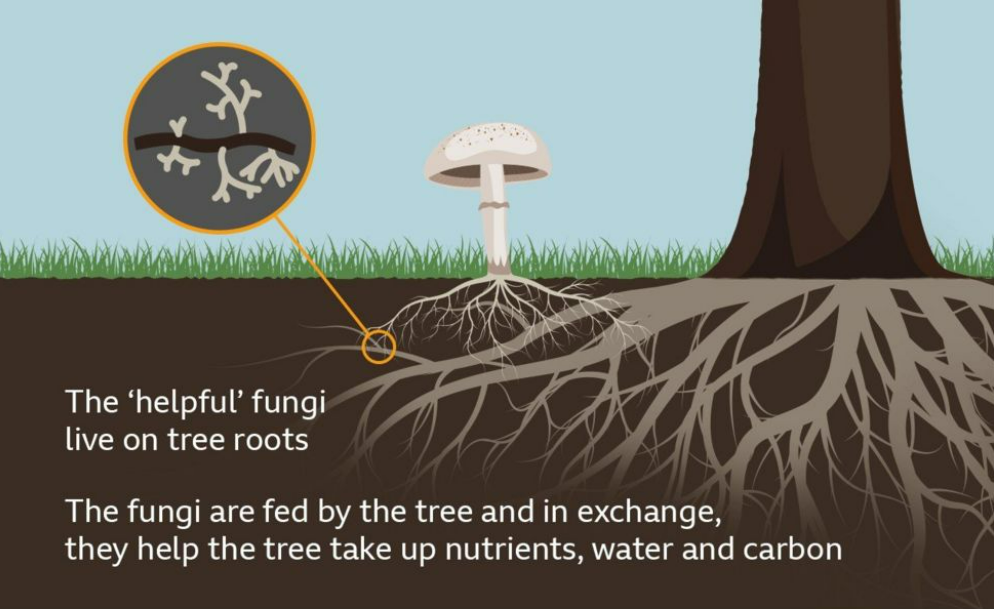 The ‘helpful’ fungi
live on tree roots
The fungi are fed by the tree and in exchange,
they help the tree take up nutrients, water and carbon